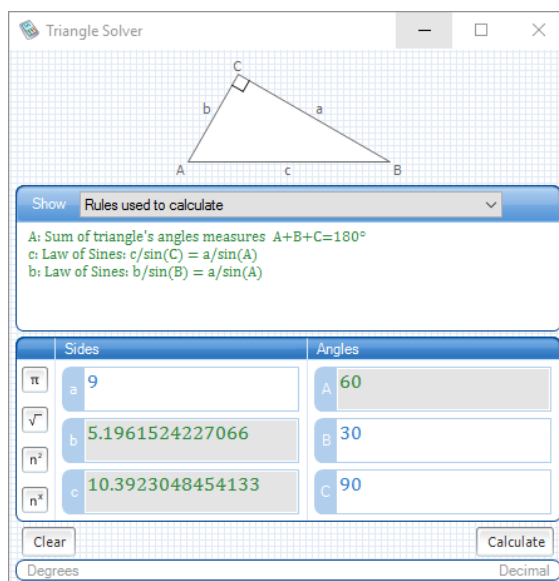 Triangle Solver
C
b
a
A
c
B
Show Rules used to calculate
A: Sum of triangle's angles measures A+B+C=180°
c: Law of Sines: c/sin(C) = a/sin(A)
b: Law of Sines: b/sin(B) = a/sin(A)
Sides Angles
π
√
n²
nˣ
a 9
A 60
b 5.1961524227066
B 30
c 10.3923048454133
C 90
Clear Calculate
Degrees Decimal